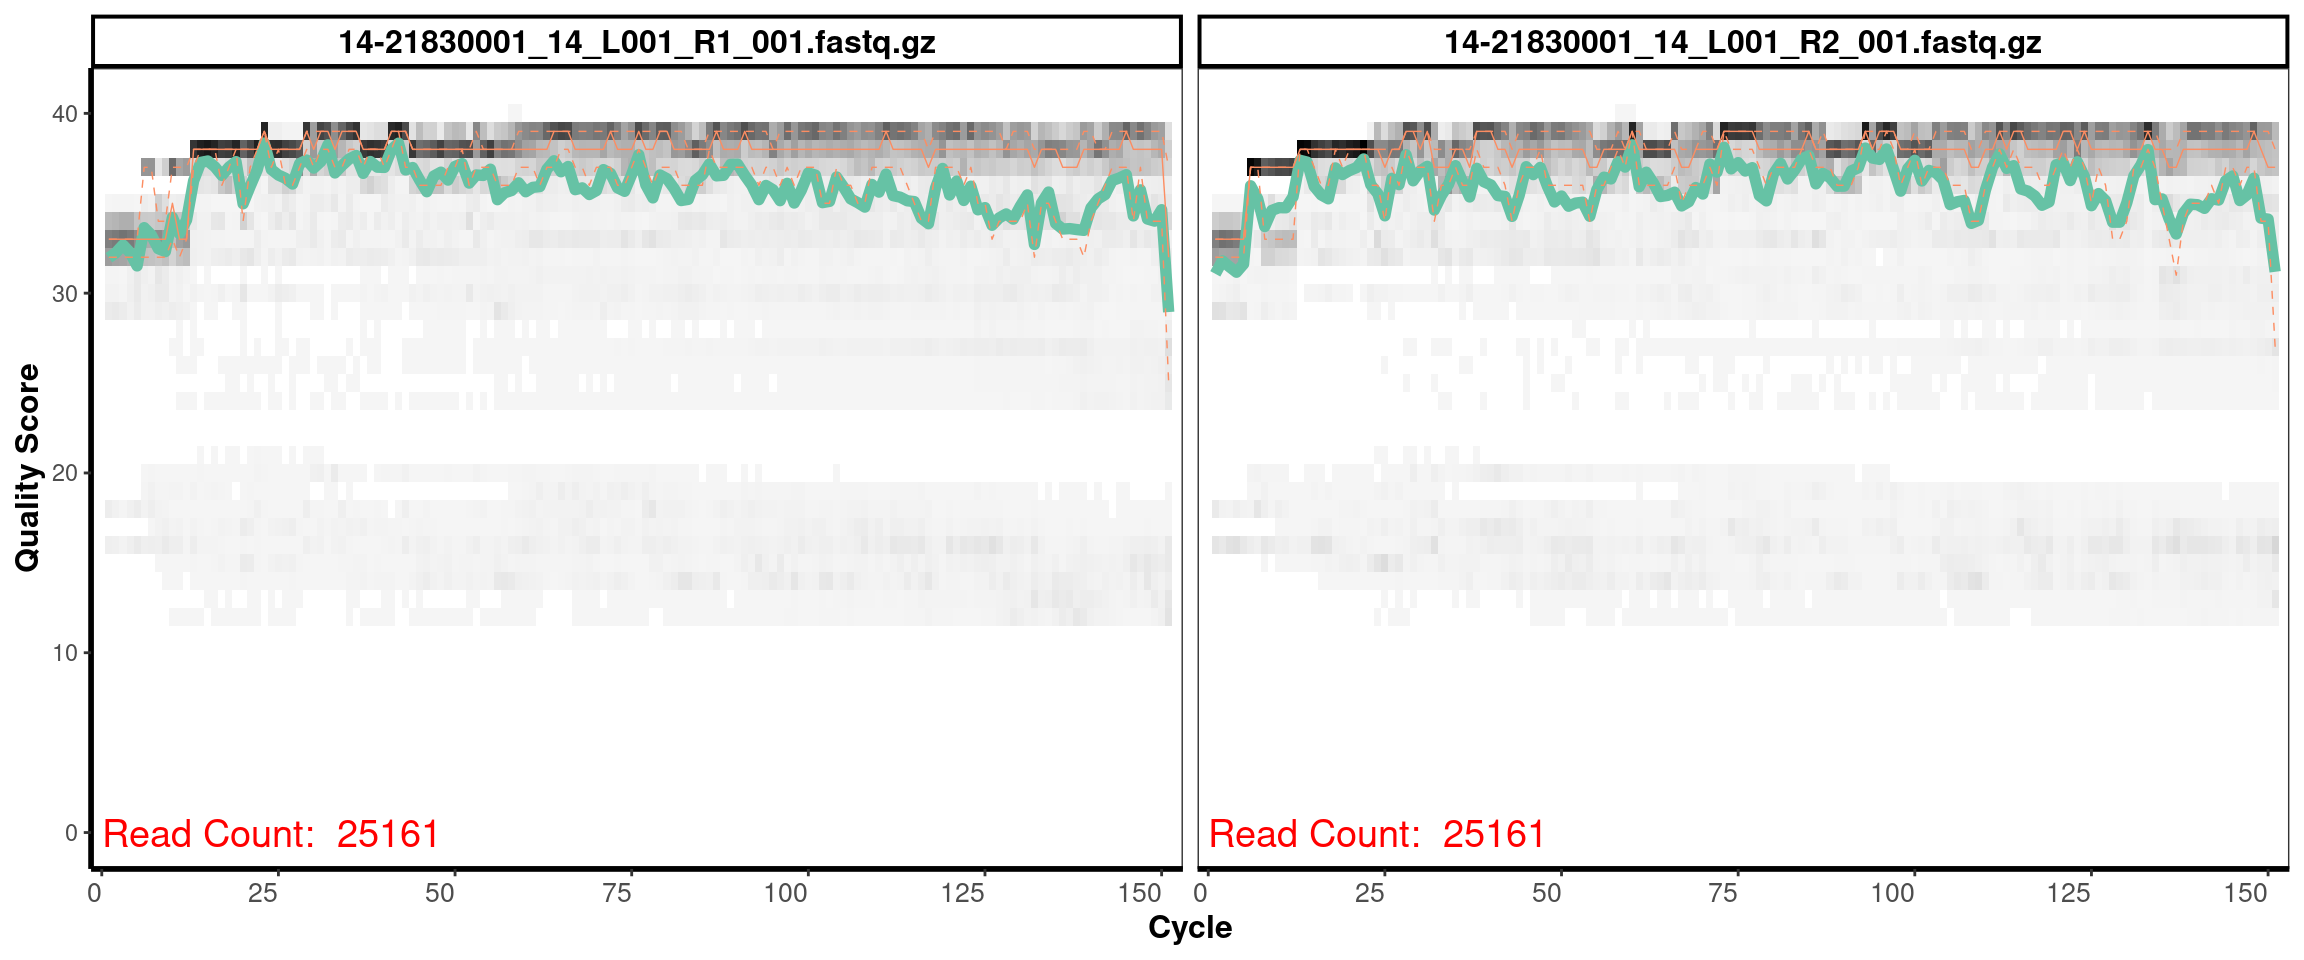 14-21830001_14_L001_R1_001.fastq.gz
14-21830001_14_L001_R2_001.fastq.gz
Quality Score
40
30
20
10
0
Read Count:  25161
Read Count:  25161
0 25 50 75 100 125 150
0 25 50 75 100 125 150
Cycle